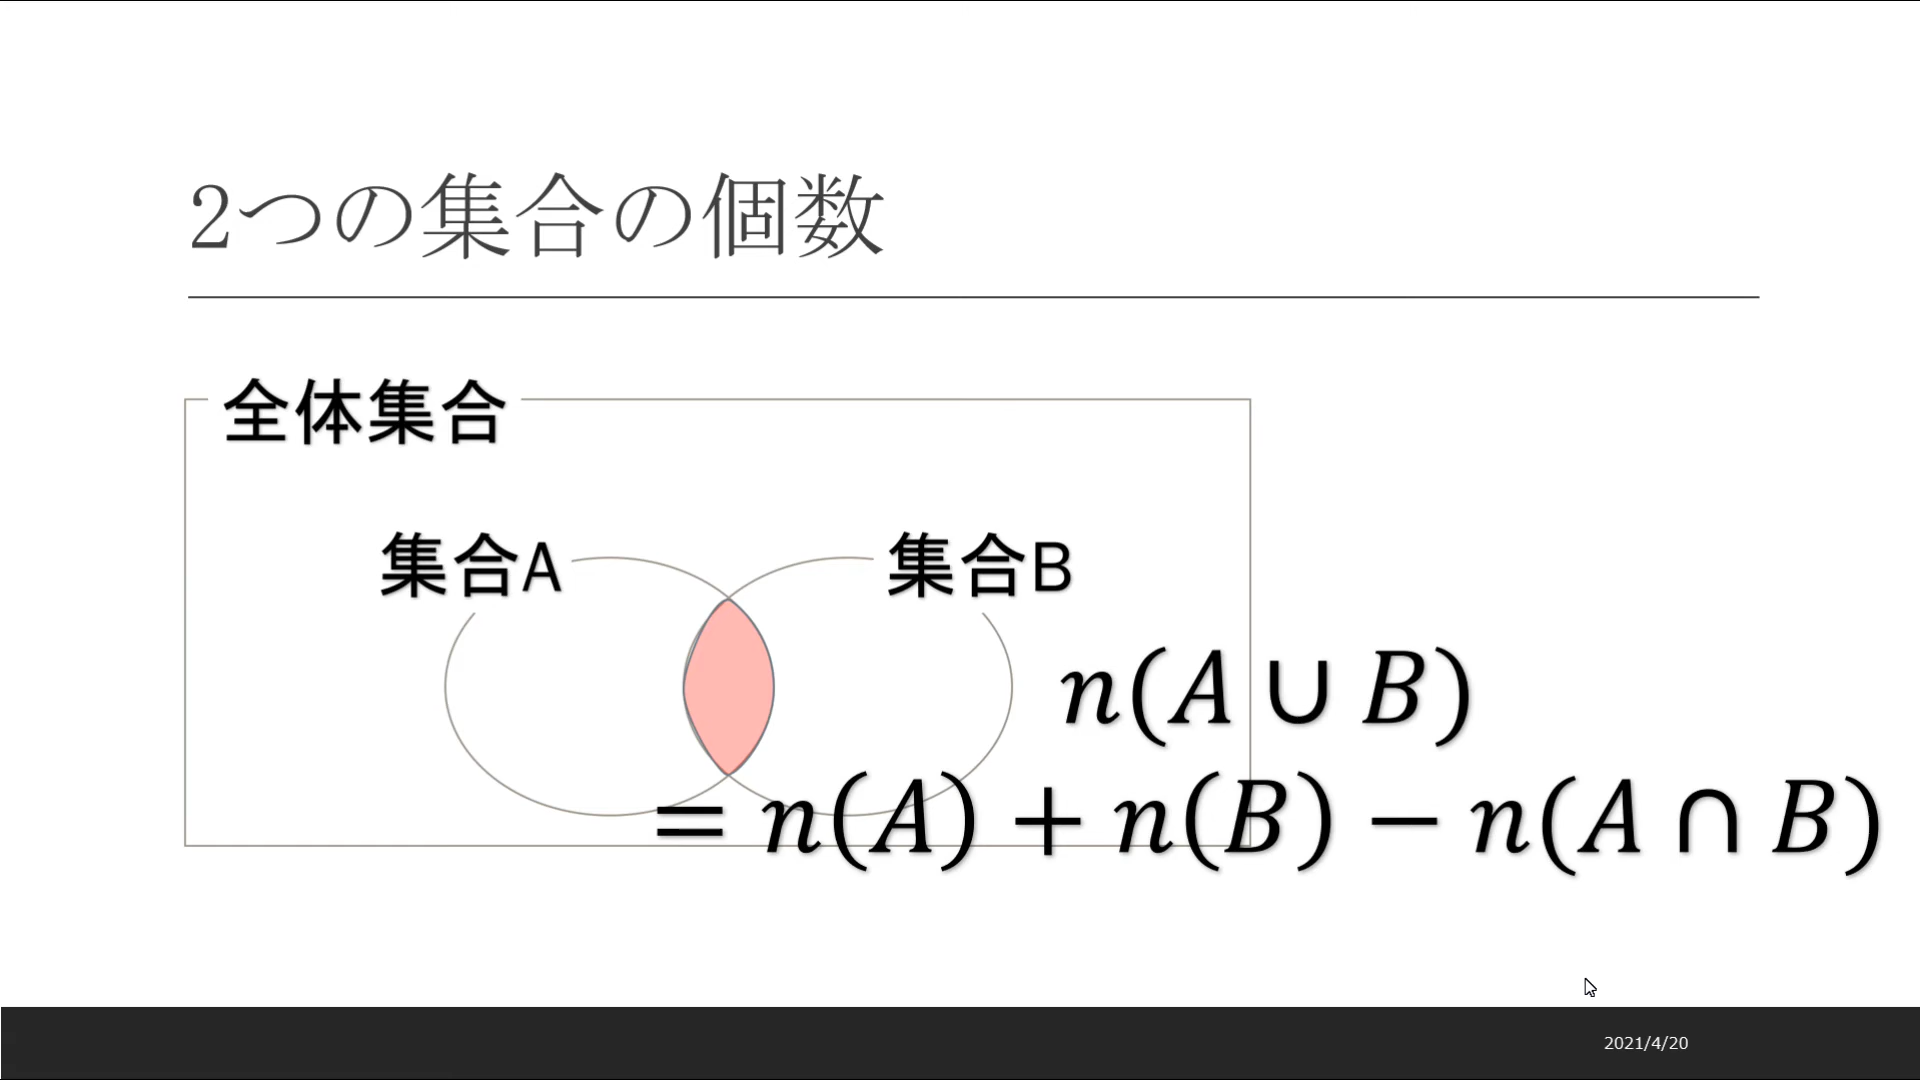 2つの集合の個数
全体集合
集合A
集合B
n(A ∪ B)
= n(A) + n(B) − n(A ∩ B)
2021/4/20